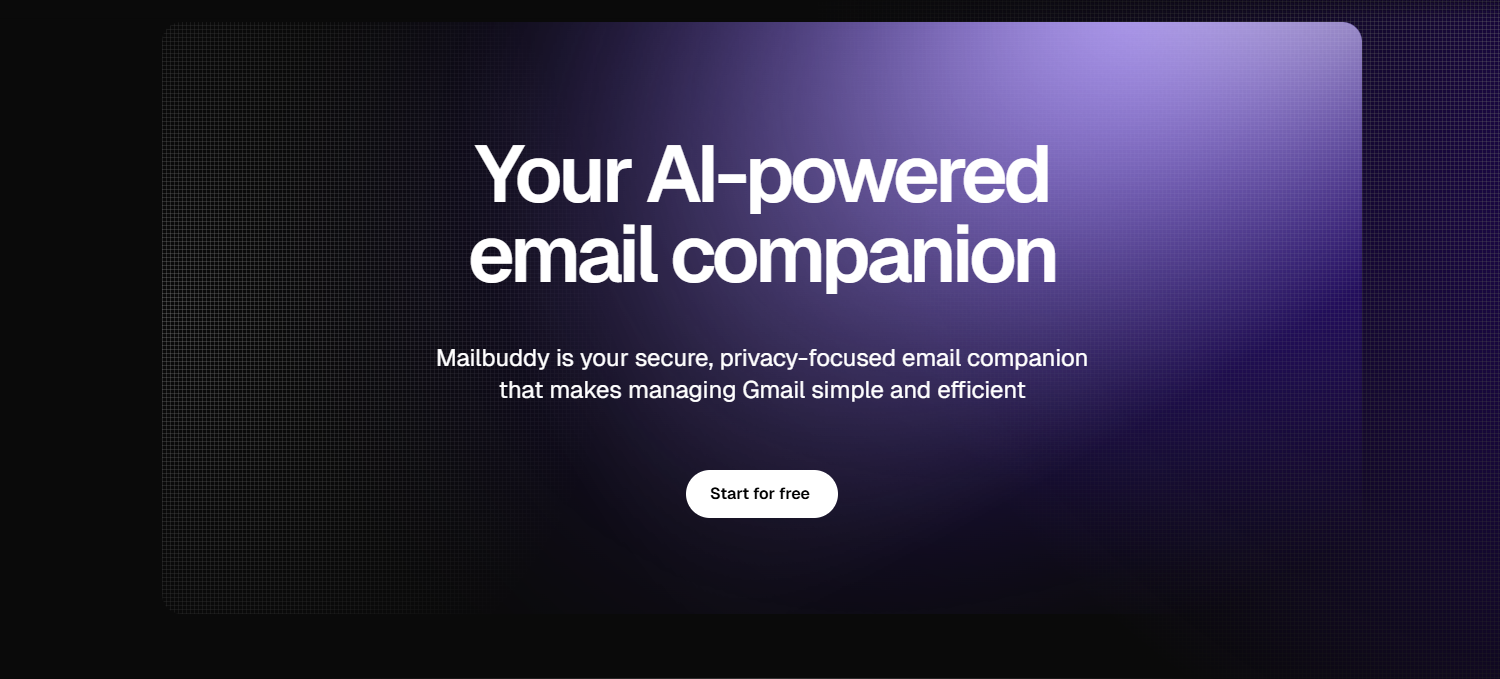 Your AI-powered
email companion
Mailbuddy is your secure, privacy-focused email companion
that makes managing Gmail simple and efficient
Start for free